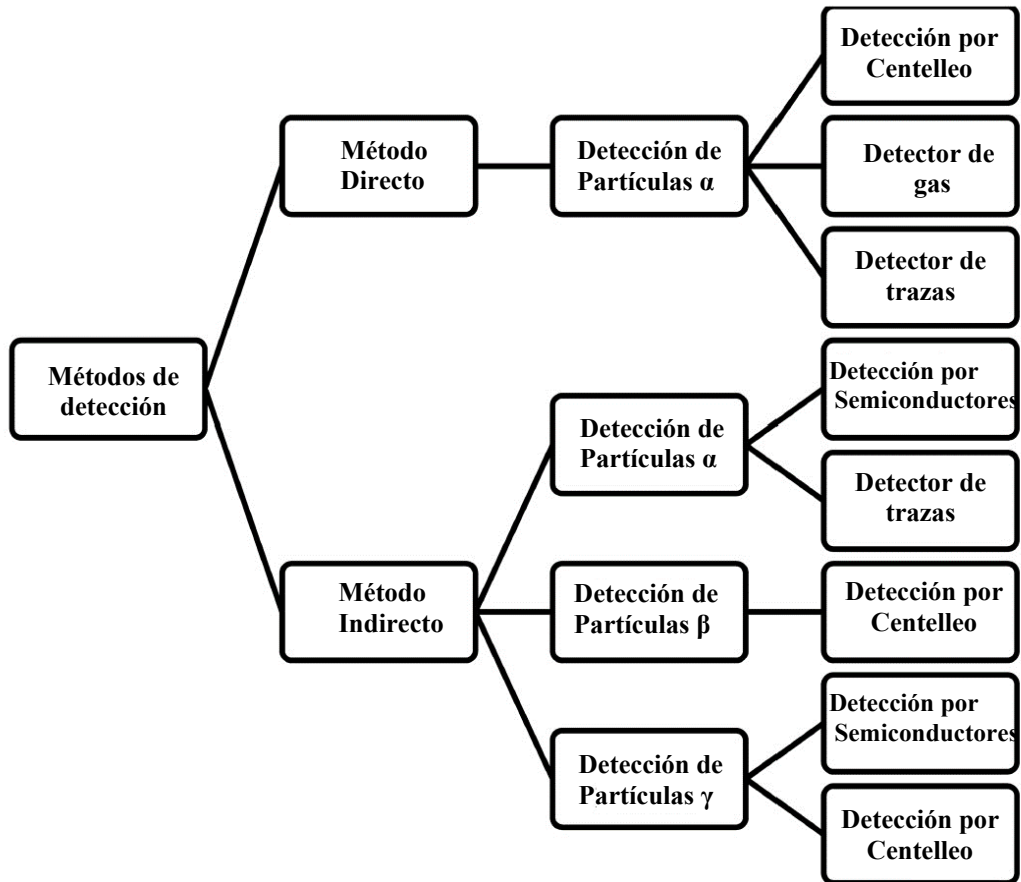 Métodos de
detección
Método
Directo
Detección de
Partículas α
Detección por
Centelleo
Detector de
gas
Detector de
trazas
Método
Indirecto
Detección de
Partículas α
Detección por
Semiconductores
Detector de
trazas
Detección de
Partículas β
Detección por
Centelleo
Detección de
Partículas γ
Detección por
Semiconductores
Detección por
Centelleo